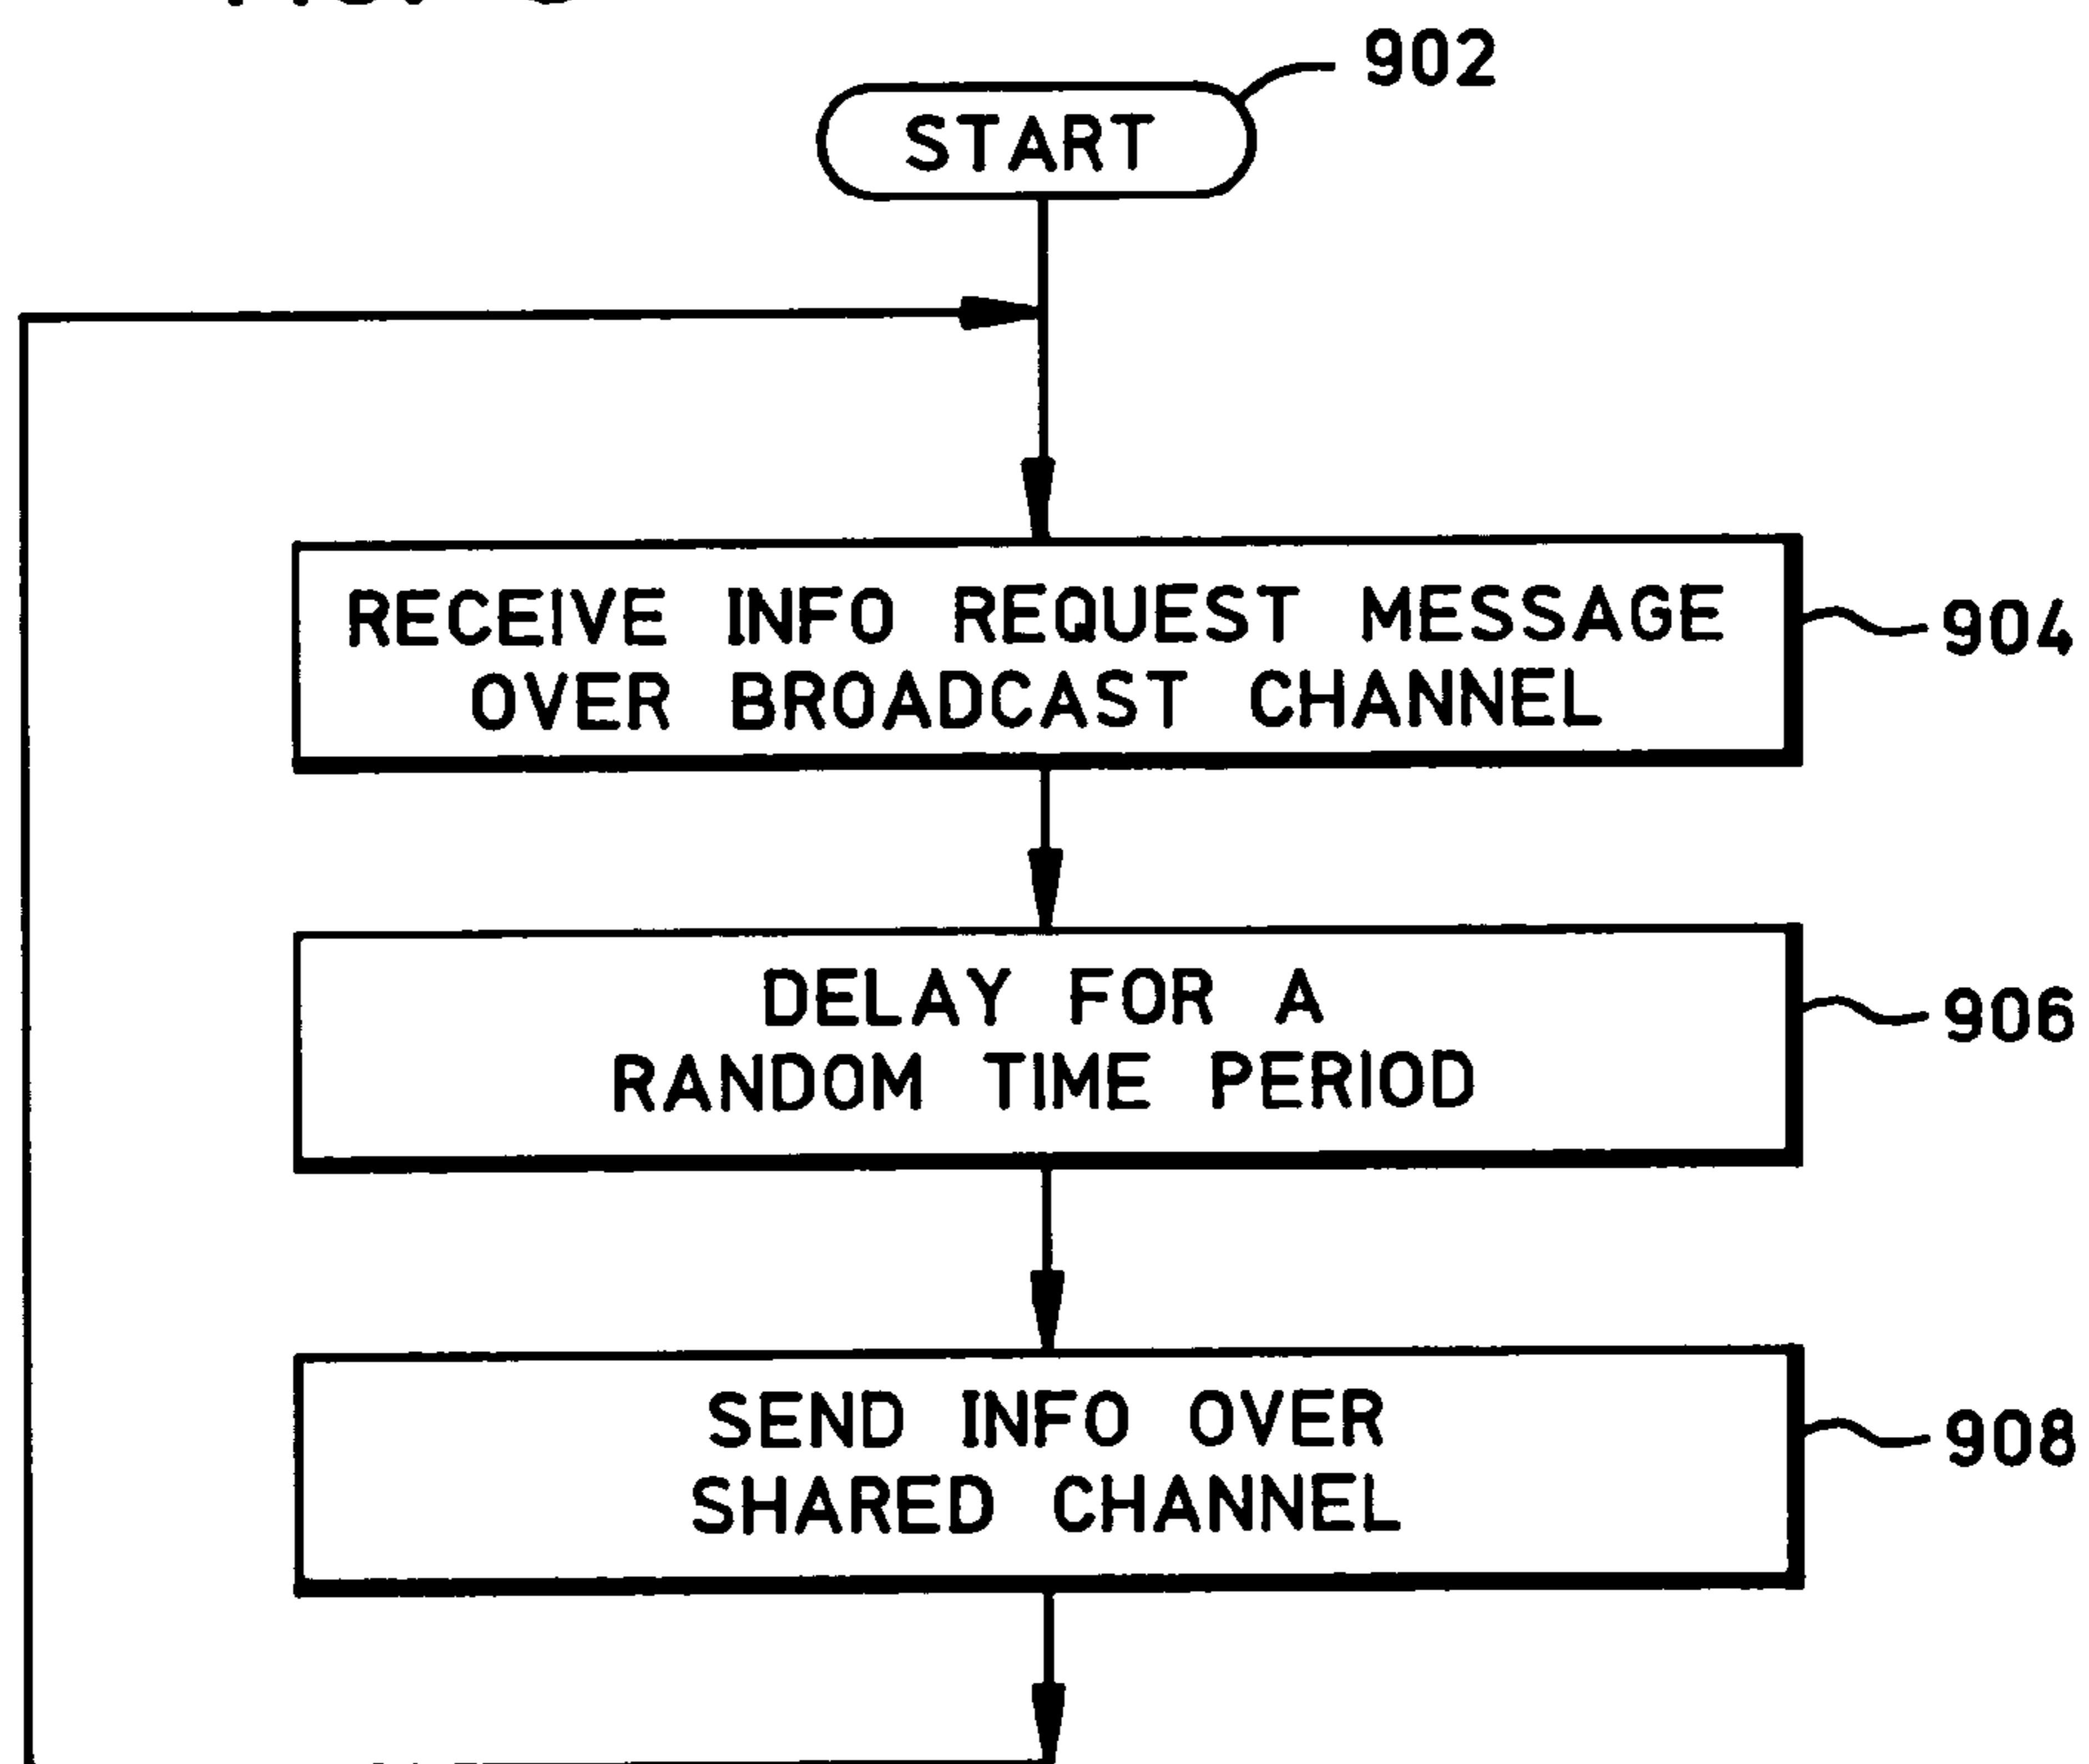 902
START
RECEIVE INFO REQUEST MESSAGE
OVER BROADCAST CHANNEL
904
DELAY FOR A
RANDOM TIME PERIOD
906
SEND INFO OVER
SHARED CHANNEL
908